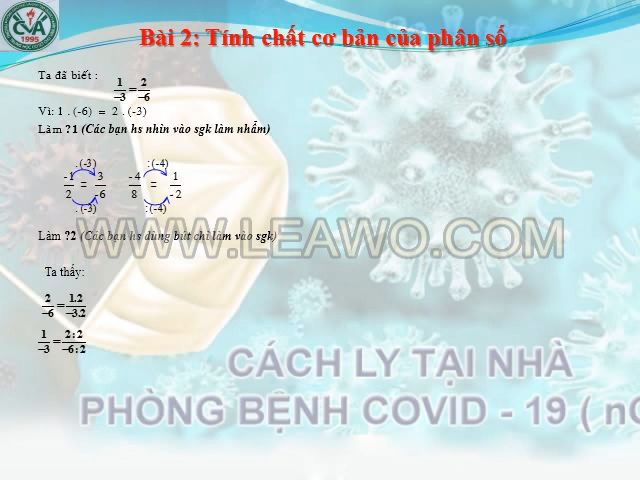 CVA
1995
Bài 2: Tính chất cơ bản của phân số
Ta đã biết : 1/−3 = 2/−6
Vì: 1 . (-6) = 2 . (-3)
Làm ?1 (Các bạn hs nhìn vào sgk làm nhẩm)
. (-3) : (-4)
-1/2 = 3/-6 -4/8 = 1/-2
. (-3) : (-4)
WWW.LEAWO.COM
Làm ?2 (Các bạn hs dùng bút chì làm vào sgk)
Ta thấy:
2/−6 = 1.2/−3.2
1/−3 = 2:2/−6:2
CÁCH LY TẠI NHÀ
PHÒNG BỆNH COVID - 19 ( nC